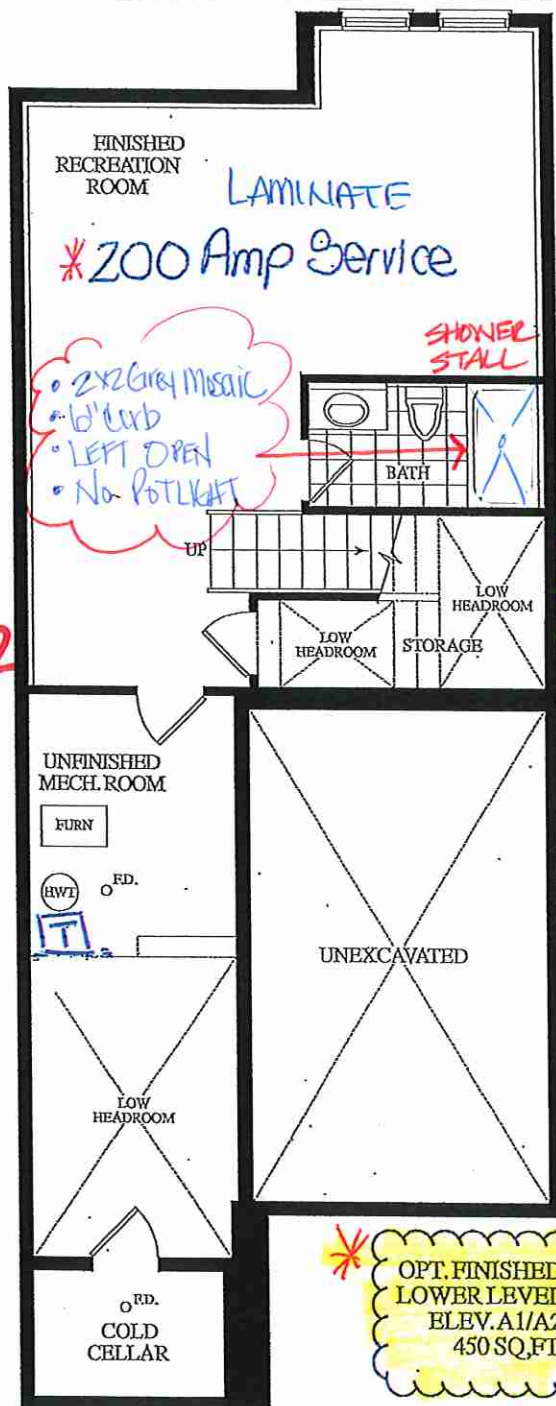 FINISHED
RECREATION
ROOM
LAMINATE
* 200 Amp Service
SHOWER
STALL
• 2x2 Grey Mosaic
• 6" Curb
• LEFT OPEN
• No POTLIGHT
BATH
UP
LOW
HEADROOM
LOW
HEADROOM
STORAGE
2
UNFINISHED
MECH. ROOM
FURN
HWT
F.D.
T
UNEXCAVATED
LOW
HEADROOM
F.D.
COLD
CELLAR
* OPT. FINISHED
LOWER LEVEL
ELEV. A1/A2
450 SQ.FT